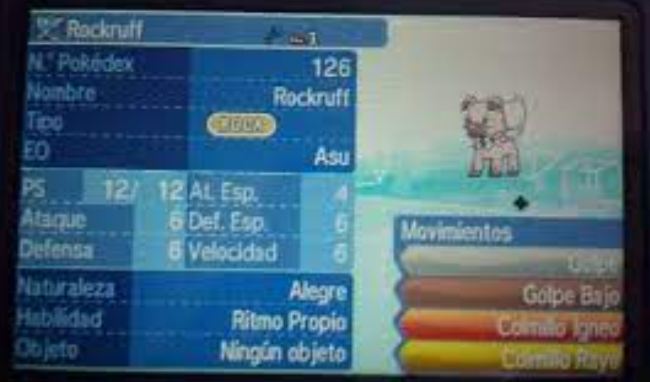 Rockruff
N.° Pokédex 126
Nombre Rockruff
Tipo ROCK
EO Asu
PS 12/ 12 At. Esp. 4
Ataque 6 Def. Esp. 6
Defensa 6 Velocidad 6
Naturaleza Alegre
Habilidad Ritmo Propio
Objeto Ningún objeto
Movimientos
Golpe Bajo
Colmillo Ígneo
Colmillo Rayo